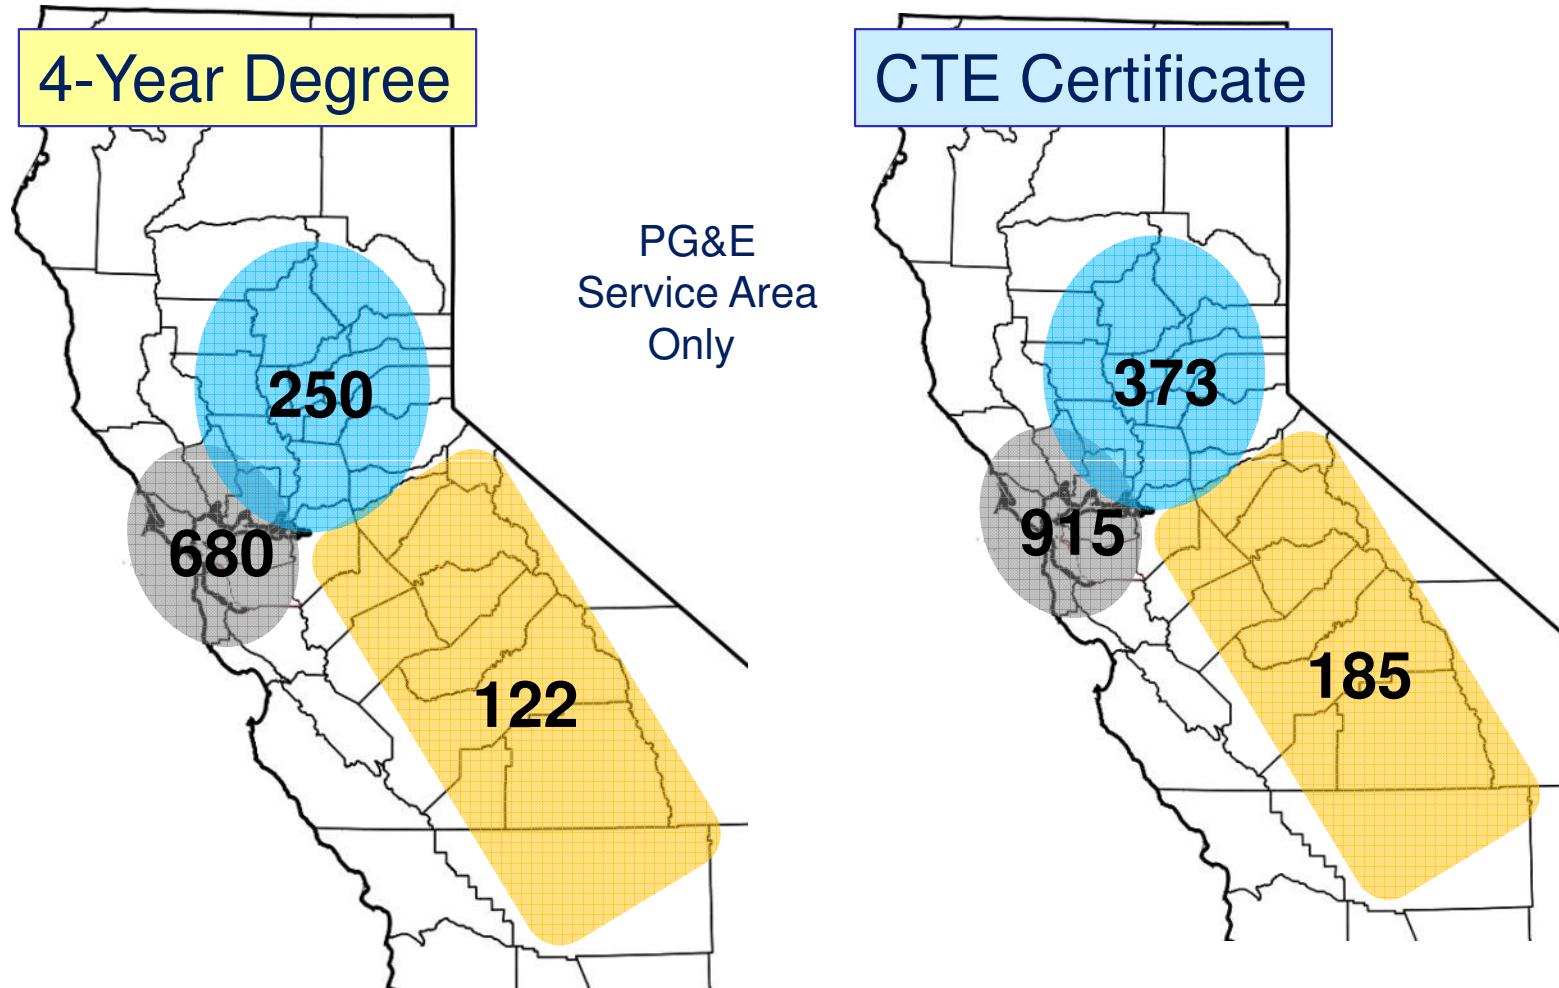 4-Year Degree
CTE Certificate
PG&E
Service Area
Only
250
680
122
373
915
185